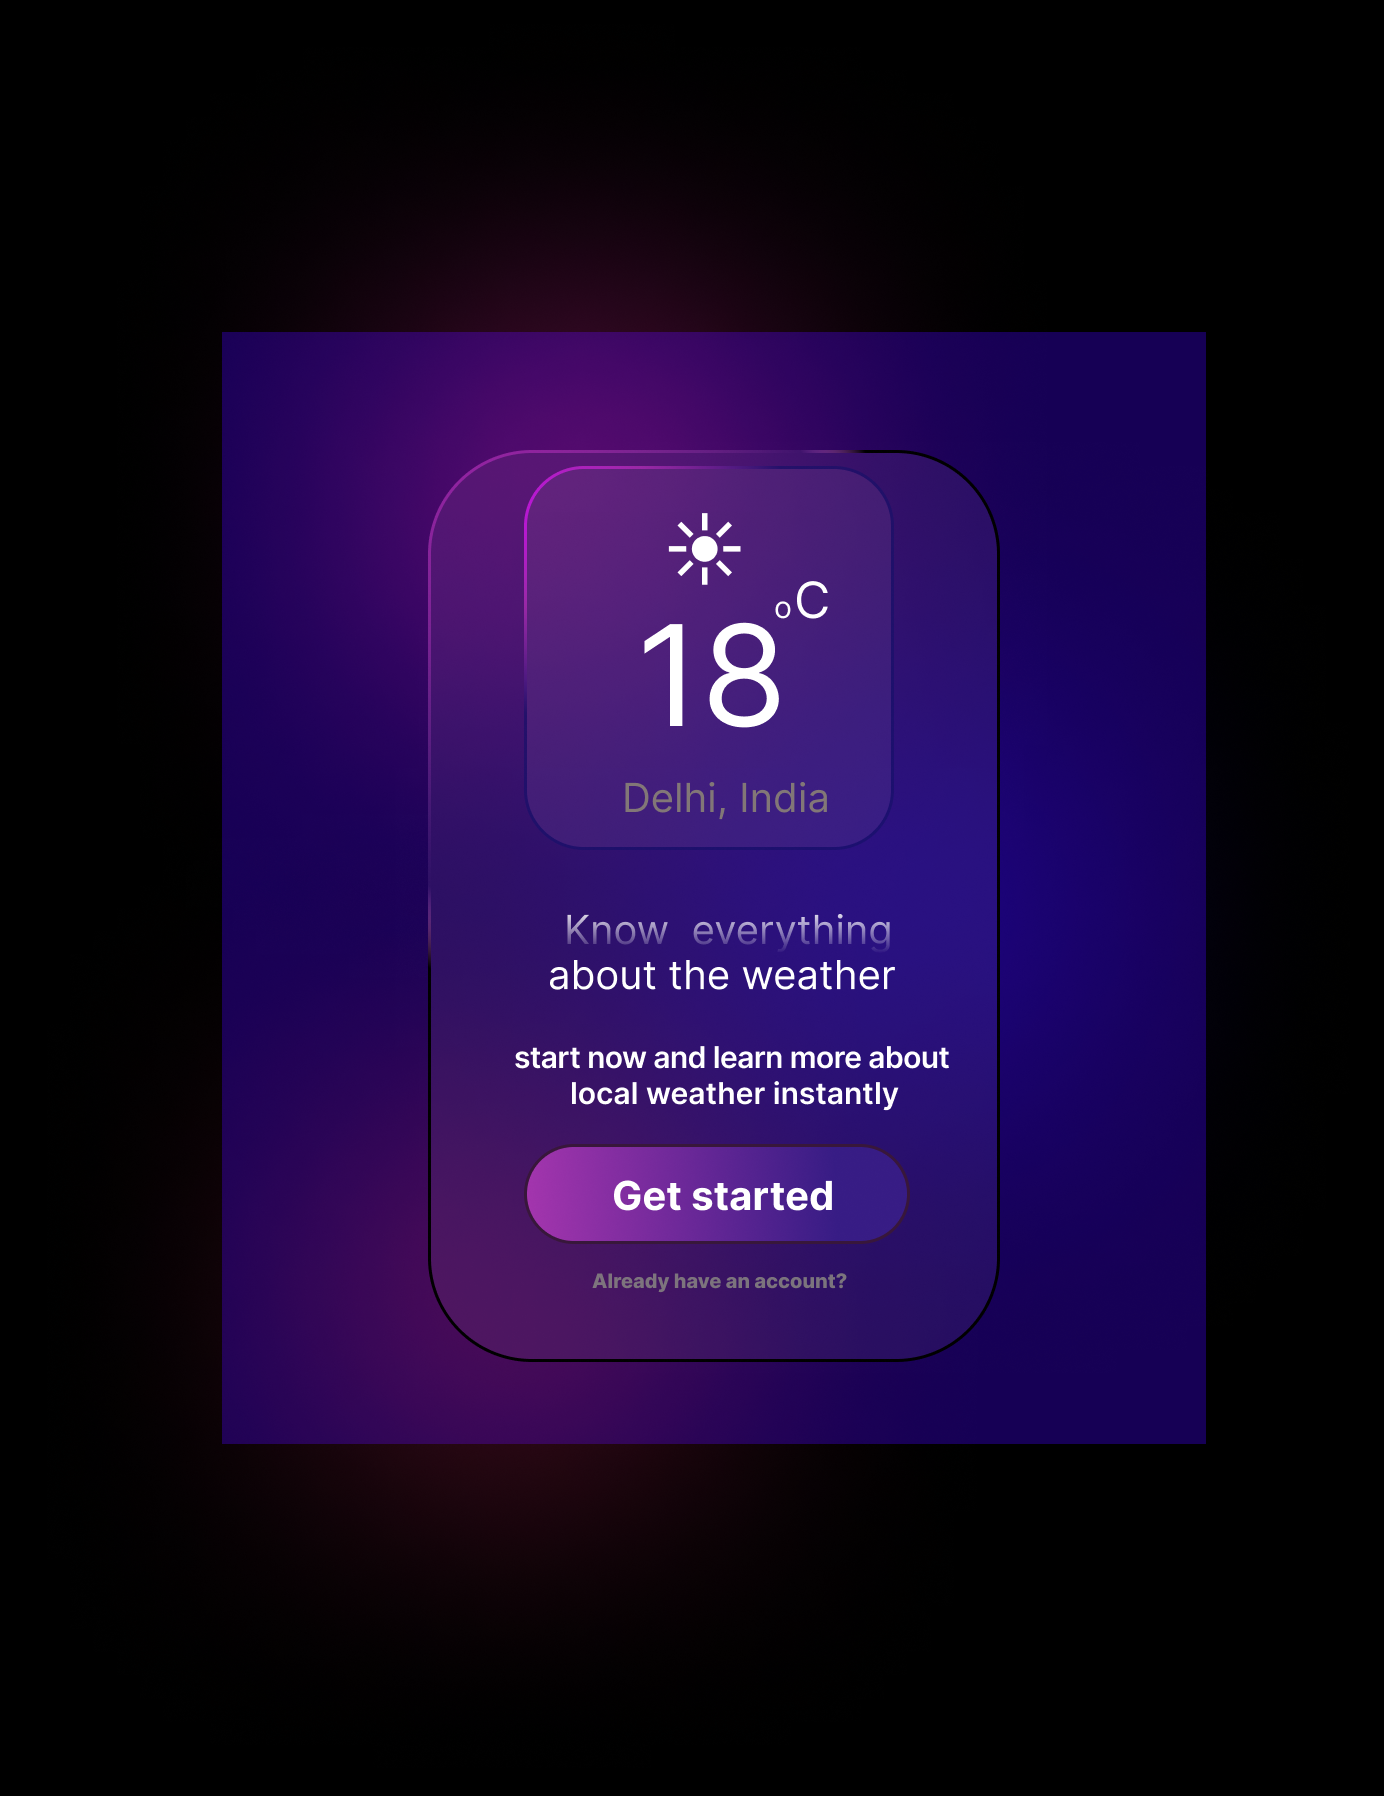 oC
18
Delhi, India
Know everything
about the weather
start now and learn more about
local weather instantly
Get started
Already have an account?